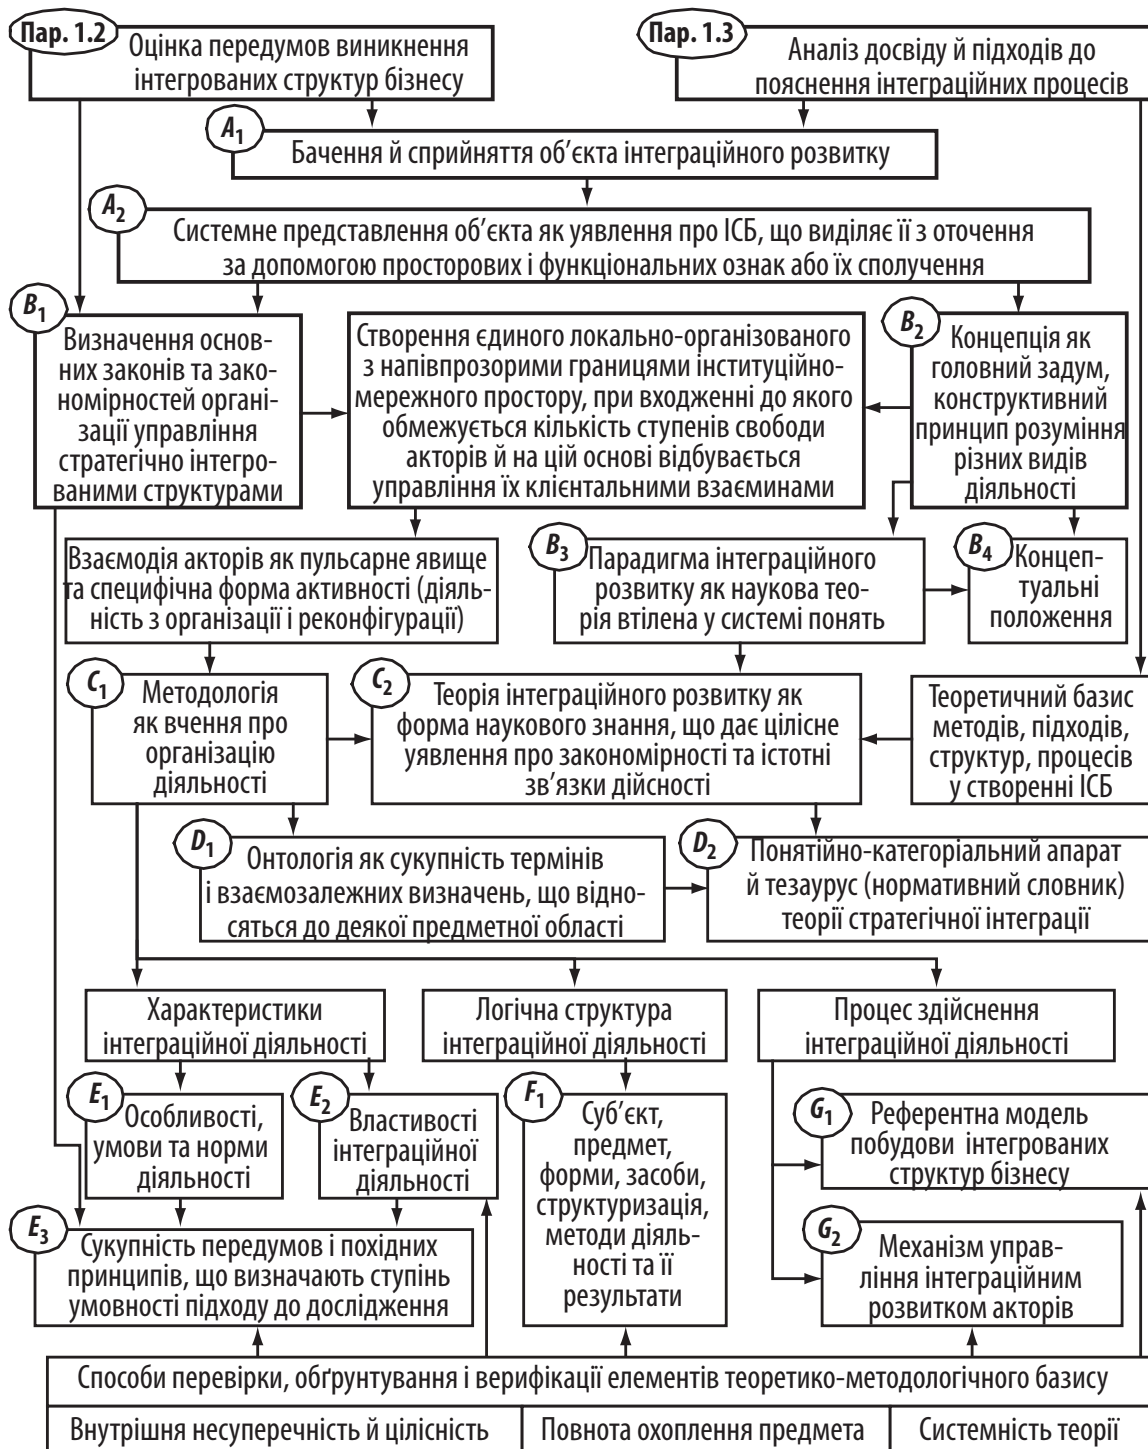 Пар. 1.2
Оцінка передумов виникнення
інтегрованих структур бізнесу
Пар. 1.3
Аналіз досвіду й підходів до
пояснення інтеграційних процесів
A1
Бачення й сприйняття об’єкта інтеграційного розвитку
A2
Системне представлення об’єкта як уявлення про ІСБ, що виділяє її з оточення
за допомогою просторових і функціональних ознак або їх сполучення
B1
Визначення основ-
них законів та зако-
номірностей органі-
зації управління
стратегічно інтегро-
ваними структурами
Створення єдиного локально-організованого
з напівпрозорими границями інституційно-
мережного простору, при входженні до якого
обмежується кількість ступенів свободи
акторів й на цій основі відбувається
управління їх клієнтальними взаєминами
B2
Концепція як
головний задум,
конструктивний
принцип розуміння
різних видів
діяльності
Взаємодія акторів як пульсарне явище
та специфічна форма активності (діяль-
ність з організації і реконфігурації)
B3
Парадигма інтеграційного
розвитку як наукова тео-
рія втілена у системі понять
B4
Концеп-
туальні
положення
C1
Методологія
як вчення про
організацію
діяльності
C2
Теорія інтеграційного розвитку як
форма наукового знання, що дає цілісне
уявлення про закономірності та істотні
зв’язки дійсності
Теоретичний базис
методів, підходів,
структур, процесів
у створенні ІСБ
D1
Онтологія як сукупність термінів
і взаємозалежних визначень, що відно-
сяться до деякої предметної області
D2
Понятійно-категоріальний апарат
й тезаурус (нормативний словник)
теорії стратегічної інтеграції
Характеристики
інтеграційної діяльності
Логічна структура
інтеграційної діяльності
Процес здійснення
інтеграційної діяльності
E1
Особливості,
умови та норми
діяльності
E2
Властивості
інтеграційної
діяльності
F1
Суб’єкт,
предмет,
форми, засоби,
структуризація,
методи діяль-
ності та її
результати
G1
Референтна модель
побудови інтегрованих
структур бізнесу
E3
Сукупність передумов і похідних
принципів, що визначають ступінь
умовності підходу до дослідження
G2
Механізм управ-
ління інтеграційним
розвитком акторів
Способи перевірки, обґрунтування і верифікації елементів теоретико-методологічного базису
Внутрішня несуперечність й цілісність
Повнота охоплення предмета
Системність теорії